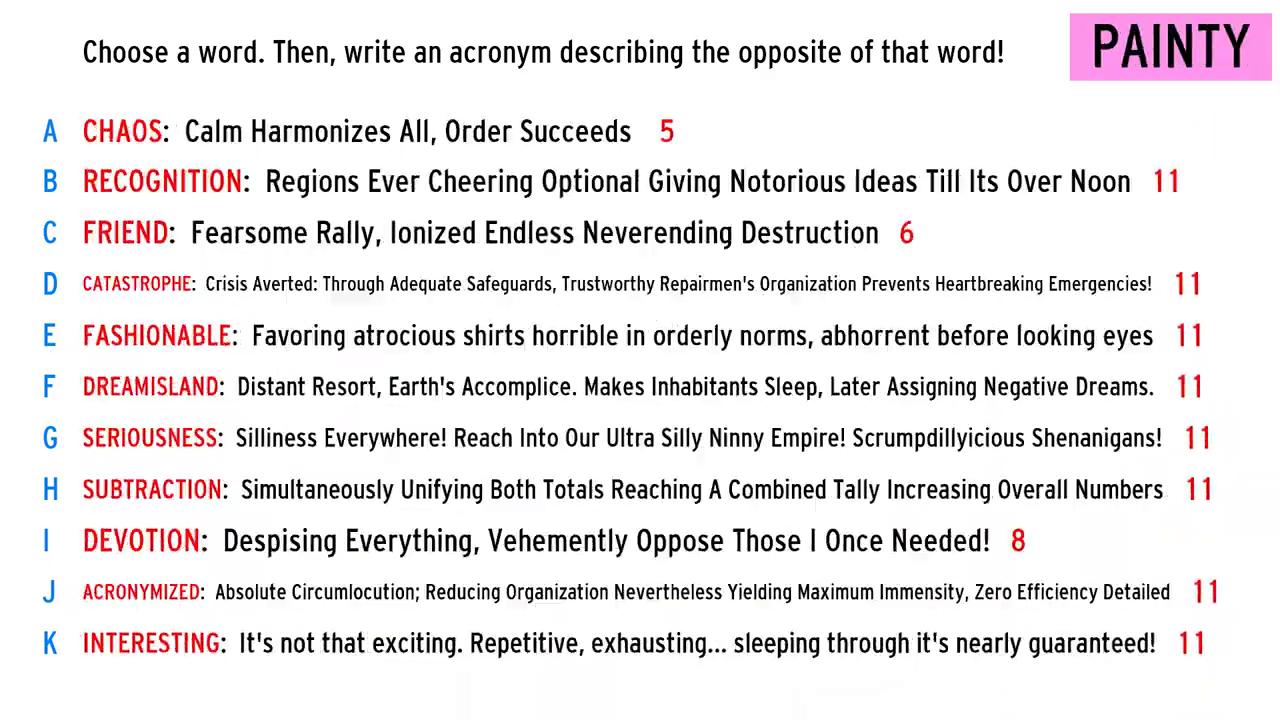 Choose a word. Then, write an acronym describing the opposite of that word!
PAINTY
A CHAOS: Calm Harmonizes All, Order Succeeds 5
B RECOGNITION: Regions Ever Cheering Optional Giving Notorious Ideas Till Its Over Noon 11
C FRIEND: Fearsome Rally, Ionized Endless Neverending Destruction 6
D CATASTROPHE: Crisis Averted: Through Adequate Safeguards, Trustworthy Repairmen's Organization Prevents Heartbreaking Emergencies! 11
E FASHIONABLE: Favoring atrocious shirts horrible in orderly norms, abhorrent before looking eyes 11
F DREAMISLAND: Distant Resort, Earth's Accomplice. Makes Inhabitants Sleep, Later Assigning Negative Dreams. 11
G SERIOUSNESS: Silliness Everywhere! Reach Into Our Ultra Silly Ninny Empire! Scrumpdillyicious Shenanigans! 11
H SUBTRACTION: Simultaneously Unifying Both Totals Reaching A Combined Tally Increasing Overall Numbers 11
I DEVOTION: Despising Everything, Vehemently Oppose Those I Once Needed! 8
J ACRONYMIZED: Absolute Circumlocution; Reducing Organization Nevertheless Yielding Maximum Immensity, Zero Efficiency Detailed 11
K INTERESTING: It's not that exciting. Repetitive, exhausting... sleeping through it's nearly guaranteed! 11